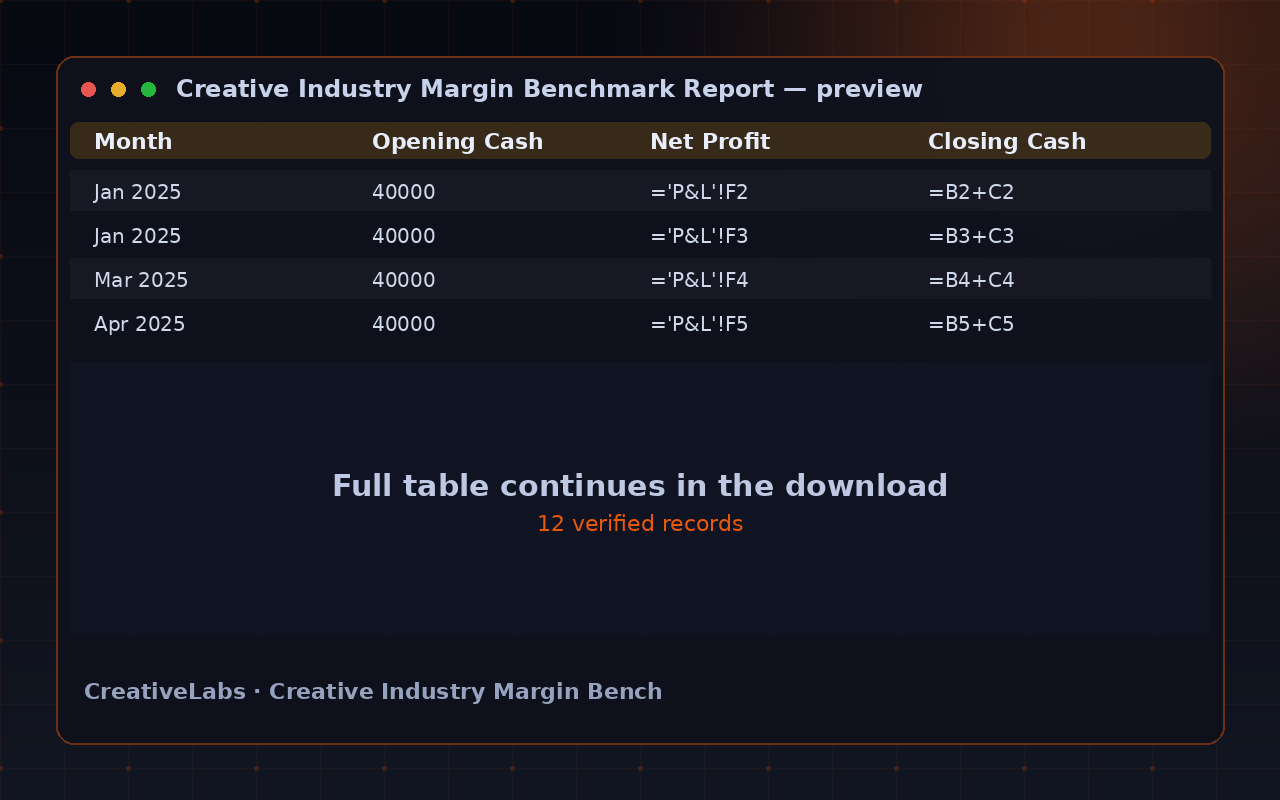 Creative Industry Margin Benchmark Report — preview
Month Opening Cash Net Profit Closing Cash
Jan 2025 40000 ='P&L'!F2 =B2+C2
Jan 2025 40000 ='P&L'!F3 =B3+C3
Mar 2025 40000 ='P&L'!F4 =B4+C4
Apr 2025 40000 ='P&L'!F5 =B5+C5
Full table continues in the download
12 verified records
CreativeLabs · Creative Industry Margin Bench